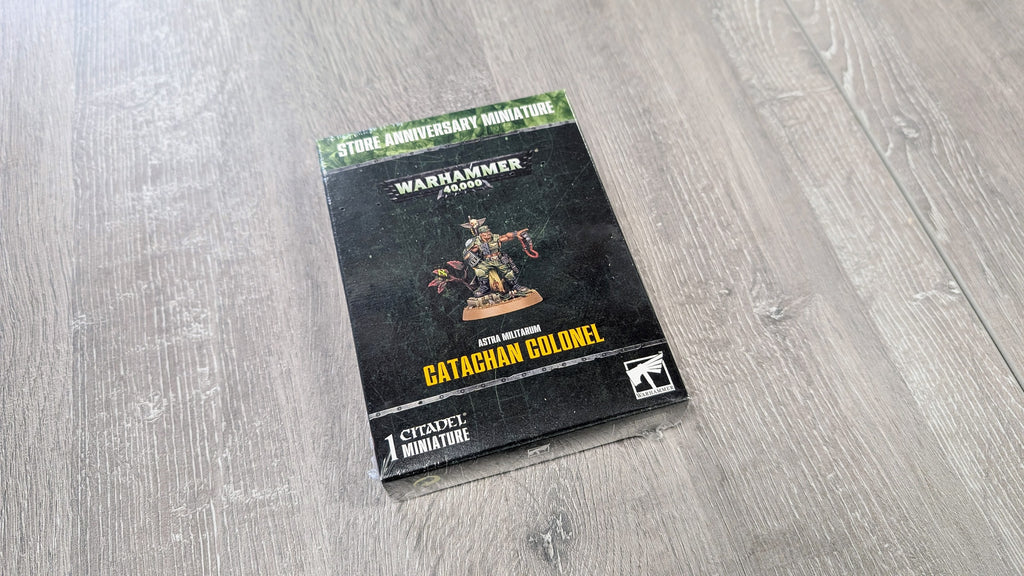 STORE ANNIVERSARY MINIATURE
WARHAMMER
40,000
ASTRA MILITARUM
CATACHAN COLONEL
WARHAMMER
1 CITADEL®
MINIATURE